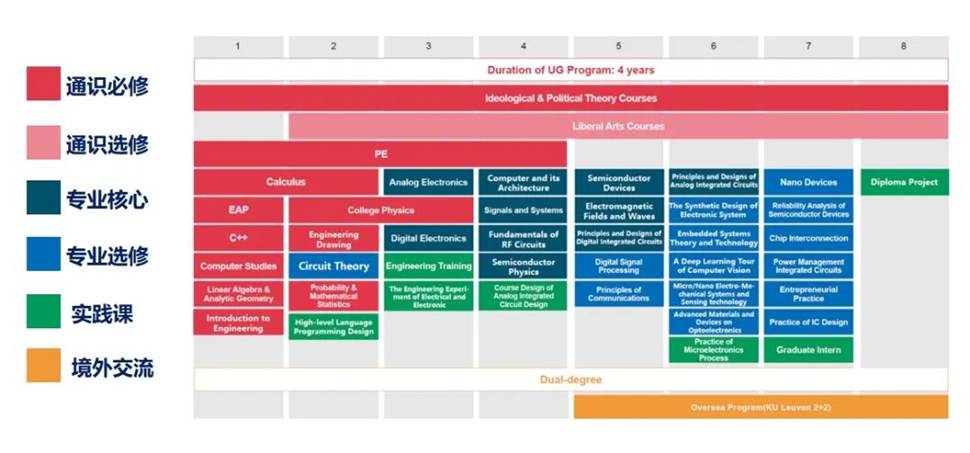 1 2 3 4 5 6 7 8
Duration of UG Program: 4 years
通识必修
Ideological & Political Theory Courses
Liberal Arts Courses
通识选修
PE
Calculus
Analog Electronics
Computer and its
Architecture
Semiconductor
Devices
Principles and Designs of
Analog Integrated Circuits
Nano Devices
Diploma Project
专业核心
EAP
College Physics
Signals and Systems
Electromagnetic
Fields and Waves
The Synthetic Design of
Electronic System
Reliability Analysis of
Semiconductor Devices
C++
Engineering
Drawing
Digital Electronics
Fundamentals of
RF Circuits
Principles and Designs of
Digital Integrated Circuits
Embedded Systems
Theory and Technology
Chip Interconnection
专业选修
Computer Studies
Circuit Theory
Engineering Training
Semiconductor
Physics
Digital Signal
Processing
A Deep Learning Tour
of Computer Vision
Power Management
Integrated Circuits
Linear Algebra &
Analytic Geometry
Probability &
Mathematical
Statistics
The Engineering Experi-
ment of Electrical and
Electronic
Course Design of
Analog Integrated
Circuit Design
Principles of
Communications
Micro/Nano Electro-Me-
chanical Systems and
Sensing technology
Entrepreneurial
Practice
实践课
Introduction to
Engineering
High-level Language
Programming Design
Advanced Materials and
Devices on
Optoelectronics
Practice of IC Design
Practice of
Microelectronics
Process
Graduate Intern
境外交流
Dual-degree
Oversea Program(KU Leuven 2+2)